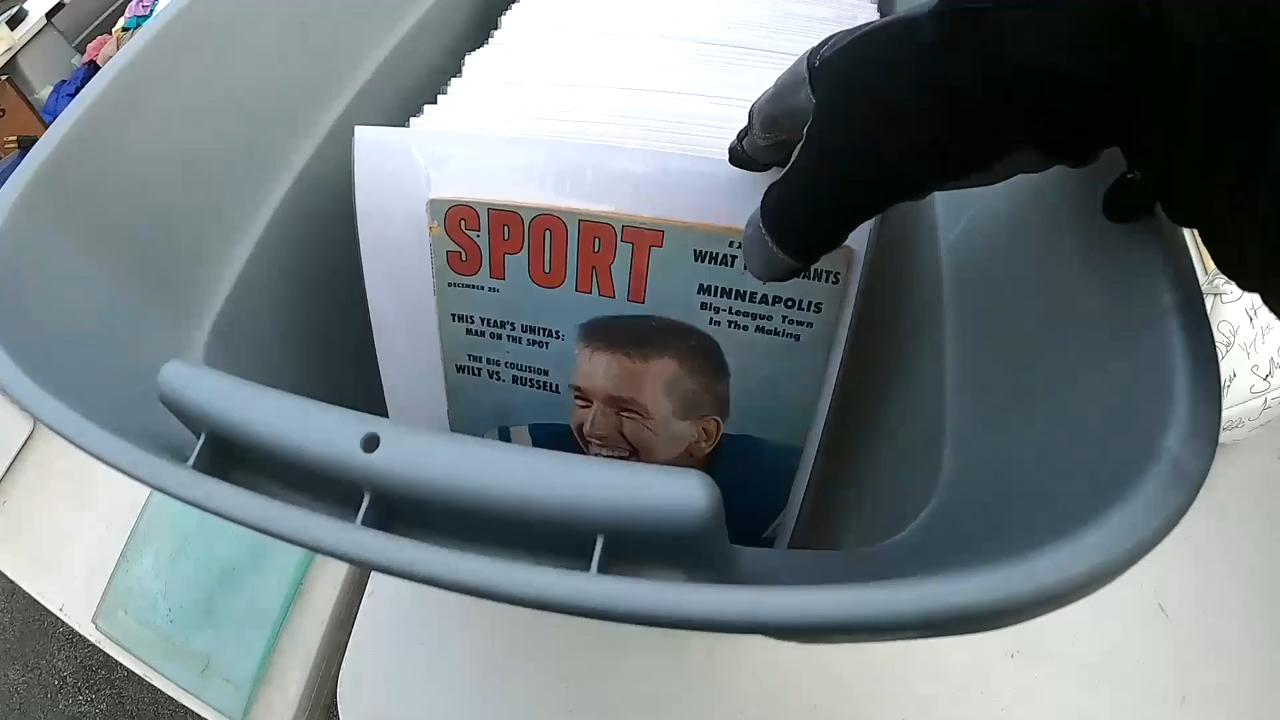 SPORT
DECEMBER 25¢
WHAT
MINNEAPOLIS
Big-League Town
In The Making
THIS YEAR'S UNITAS:
MAN ON THE SPOT
THE BIG COLLISION
WILT VS. RUSSELL